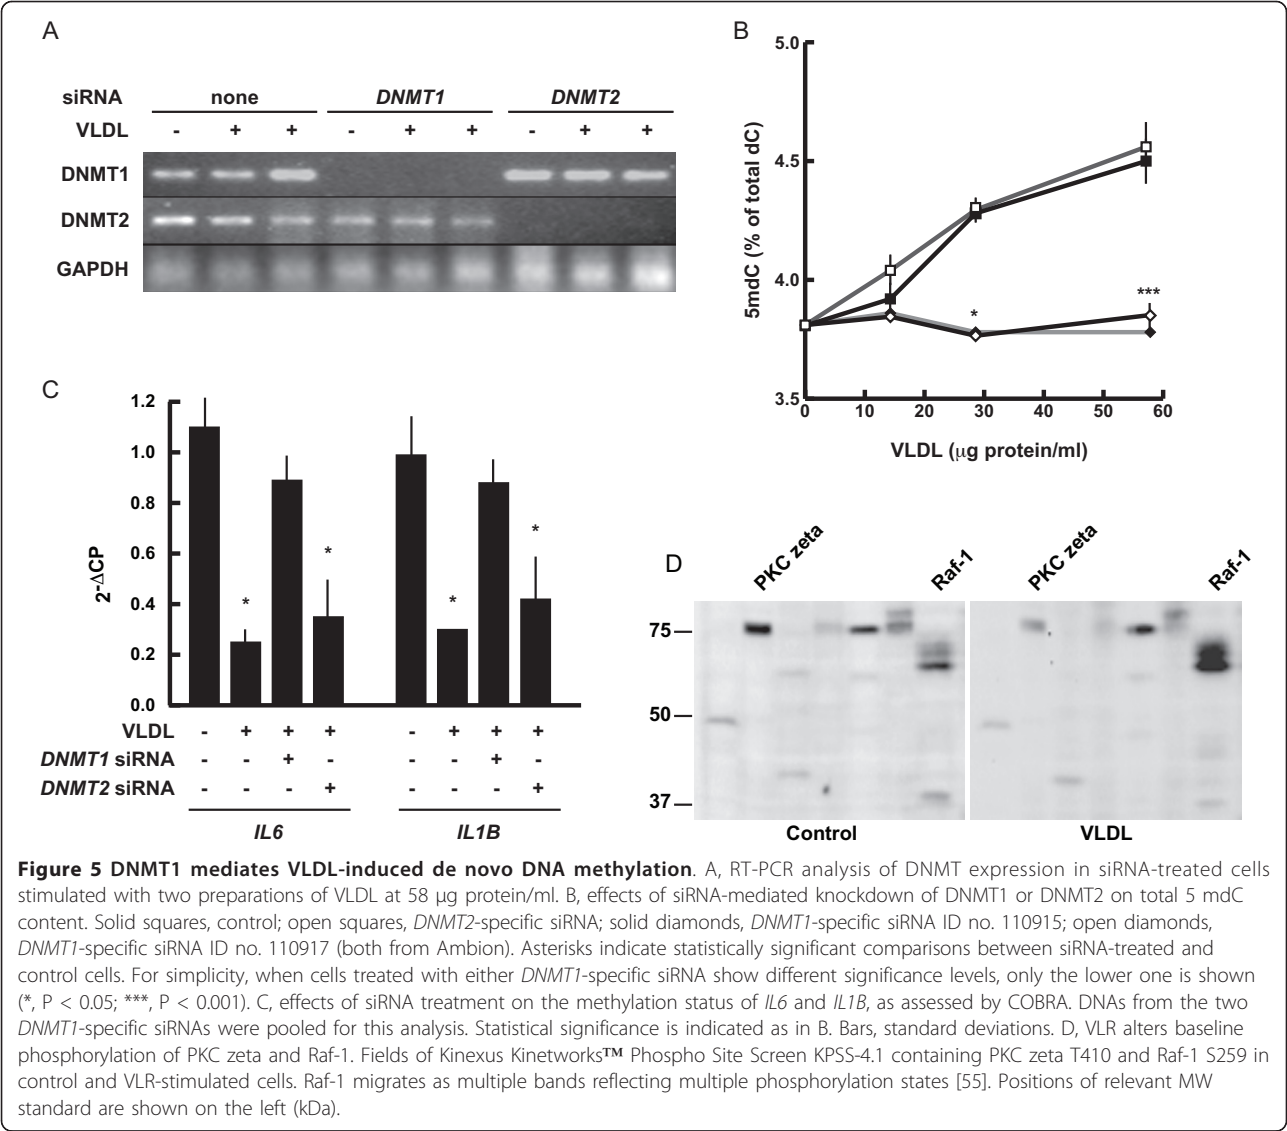 A
siRNA none DNMT1 DNMT2
VLDL - + + - + + - + +
DNMT1
DNMT2
GAPDH
B
5mdC (% of total dC)
5.0
4.5
4.0
3.5
* ***
0 10 20 30 40 50 60
VLDL (μg protein/ml)
C
2-ΔCP
1.2
1.0
0.8
0.6
0.4
0.2
0.0
* * * *
VLDL - + + + - + + +
DNMT1 siRNA - - + - - - + -
DNMT2 siRNA - - - + - - - +
IL6 IL1B
D
PKC zeta Raf-1 PKC zeta Raf-1
75
50
37
Control VLDL
Figure 5 DNMT1 mediates VLDL-induced de novo DNA methylation. A, RT-PCR analysis of DNMT expression in siRNA-treated cells
stimulated with two preparations of VLDL at 58 μg protein/ml. B, effects of siRNA-mediated knockdown of DNMT1 or DNMT2 on total 5 mdC
content. Solid squares, control; open squares, DNMT2-specific siRNA; solid diamonds, DNMT1-specific siRNA ID no. 110915; open diamonds,
DNMT1-specific siRNA ID no. 110917 (both from Ambion). Asterisks indicate statistically significant comparisons between siRNA-treated and
control cells. For simplicity, when cells treated with either DNMT1-specific siRNA show different significance levels, only the lower one is shown
(*, P < 0.05; ***, P < 0.001). C, effects of siRNA treatment on the methylation status of IL6 and IL1B, as assessed by COBRA. DNAs from the two
DNMT1-specific siRNAs were pooled for this analysis. Statistical significance is indicated as in B. Bars, standard deviations. D, VLR alters baseline
phosphorylation of PKC zeta and Raf-1. Fields of Kinexus Kinetworks™ Phospho Site Screen KPSS-4.1 containing PKC zeta T410 and Raf-1 S259 in
control and VLR-stimulated cells. Raf-1 migrates as multiple bands reflecting multiple phosphorylation states [55]. Positions of relevant MW
standard are shown on the left (kDa).